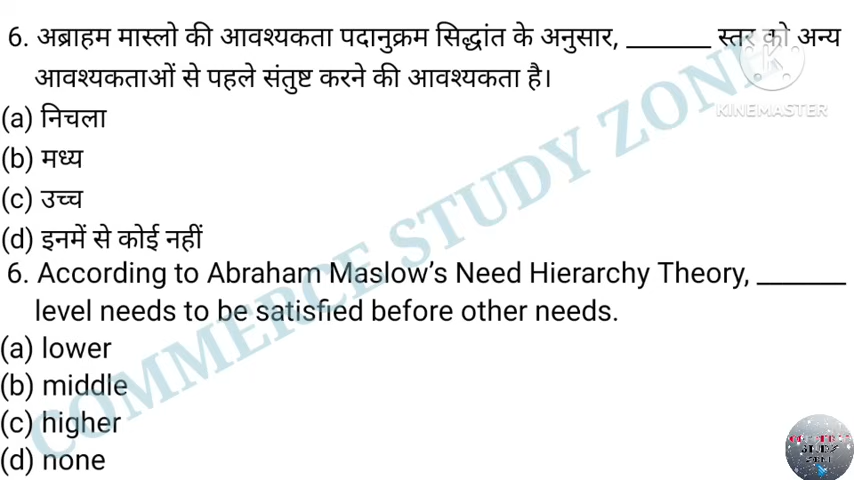 6. अब्राहम मास्लो की आवश्यकता पदानुक्रम सिद्धांत के अनुसार, _______ स्तर को अन्य
आवश्यकताओं से पहले संतुष्ट करने की आवश्यकता है।
(a) निचला
(b) मध्य
(c) उच्च
(d) इनमें से कोई नहीं
6. According to Abraham Maslow's Need Hierarchy Theory, _______
level needs to be satisfied before other needs.
(a) lower
(b) middle
(c) higher
(d) none
COMMERCE STUDY ZONE
K
KINEMASTER
STUDY